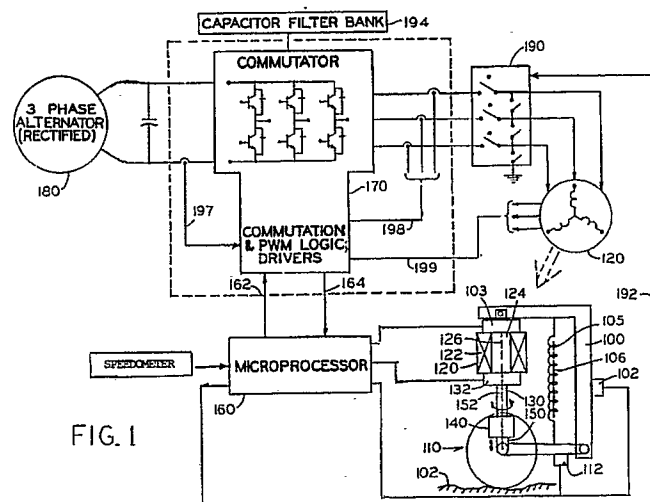 CAPACITOR FILTER BANK
194
COMMUTATOR
190
3 PHASE
ALTERNATOR
(RECTIFIED)
180
170
197
COMMUTATION
& PWM LOGIC;
DRIVERS
198
199
120
162
164
192
103
124
126
122
120
132
105
100
106
102
SPEEDOMETER
MICROPROCESSOR
160
152
130
140
150
110
112
102
FIG. 1